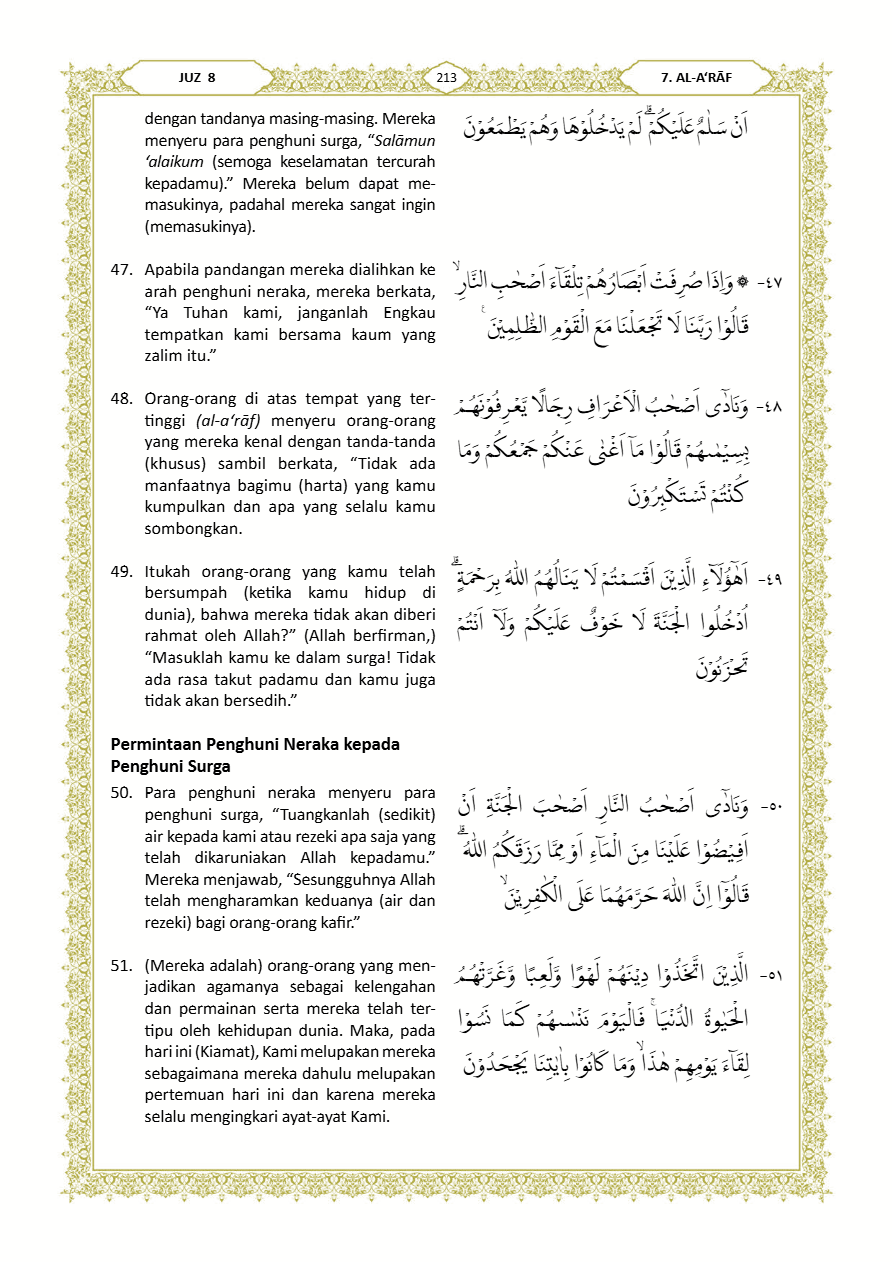 JUZ 8
213
7. AL-A‘RĀF
dengan tandanya masing-masing. Mereka
menyeru para penghuni surga, “Salāmun
‘alaikum (semoga keselamatan tercurah
kepadamu).” Mereka belum dapat me-
masukinya, padahal mereka sangat ingin
(memasukinya).
اَنْ سَلٰمٌ عَلَيْكُمْۗ لَمْ يَدْخُلُوْهَا وَهُمْ يَطْمَعُوْنَ
47. Apabila pandangan mereka dialihkan ke
arah penghuni neraka, mereka berkata,
“Ya Tuhan kami, janganlah Engkau
tempatkan kami bersama kaum yang
zalim itu.”
٤٧- ۞ وَاِذَا صُرِفَتْ اَبْصَارُهُمْ تِلْقَاۤءَ اَصْحٰبِ النَّارِۙ
قَالُوْا رَبَّنَا لَا تَجْعَلْنَا مَعَ الْقَوْمِ الظّٰلِمِيْنَ ۚ
48. Orang-orang di atas tempat yang ter-
tinggi (al-a‘rāf) menyeru orang-orang
yang mereka kenal dengan tanda-tanda
(khusus) sambil berkata, “Tidak ada
manfaatnya bagimu (harta) yang kamu
kumpulkan dan apa yang selalu kamu
sombongkan.
٤٨- وَنَادٰٓى اَصْحٰبُ الْاَعْرَافِ رِجَالًا يَّعْرِفُوْنَهُمْ
بِسِيْمٰىهُمْ قَالُوْا مَآ اَغْنٰى عَنْكُمْ جَمْعُكُمْ وَمَا
كُنْتُمْ تَسْتَكْبِرُوْنَ
49. Itukah orang-orang yang kamu telah
bersumpah (ketika kamu hidup di
dunia), bahwa mereka tidak akan diberi
rahmat oleh Allah?” (Allah berfirman,)
“Masuklah kamu ke dalam surga! Tidak
ada rasa takut padamu dan kamu juga
tidak akan bersedih.”
٤٩- اَهٰٓؤُلَاۤءِ الَّذِيْنَ اَقْسَمْتُمْ لَا يَنَالُهُمُ اللّٰهُ بِرَحْمَةٍۗ
اُدْخُلُوا الْجَنَّةَ لَا خَوْفٌ عَلَيْكُمْ وَلَآ اَنْتُمْ
تَحْزَنُوْنَ
Permintaan Penghuni Neraka kepada
Penghuni Surga
50. Para penghuni neraka menyeru para
penghuni surga, “Tuangkanlah (sedikit)
air kepada kami atau rezeki apa saja yang
telah dikaruniakan Allah kepadamu.”
Mereka menjawab, “Sesungguhnya Allah
telah mengharamkan keduanya (air dan
rezeki) bagi orang-orang kafir.”
٥٠- وَنَادٰٓى اَصْحٰبُ النَّارِ اَصْحٰبَ الْجَنَّةِ اَنْ
اَفِيْضُوْا عَلَيْنَا مِنَ الْمَاۤءِ اَوْ مِمَّا رَزَقَكُمُ اللّٰهُ ۗ
قَالُوْٓا اِنَّ اللّٰهَ حَرَّمَهُمَا عَلَى الْكٰفِرِيْنَۙ
51. (Mereka adalah) orang-orang yang men-
jadikan agamanya sebagai kelengahan
dan permainan serta mereka telah ter-
tipu oleh kehidupan dunia. Maka, pada
hari ini (Kiamat), Kami melupakan mereka
sebagaimana mereka dahulu melupakan
pertemuan hari ini dan karena mereka
selalu mengingkari ayat-ayat Kami.
٥١- الَّذِيْنَ اتَّخَذُوْا دِيْنَهُمْ لَهْوًا وَّلَعِبًا وَّغَرَّتْهُمُ
الْحَيٰوةُ الدُّنْيَاۚ فَالْيَوْمَ نَنْسٰىهُمْ كَمَا نَسُوْا
لِقَاۤءَ يَوْمِهِمْ هٰذَاۙ وَمَا كَانُوْا بِاٰيٰتِنَا يَجْحَدُوْنَ